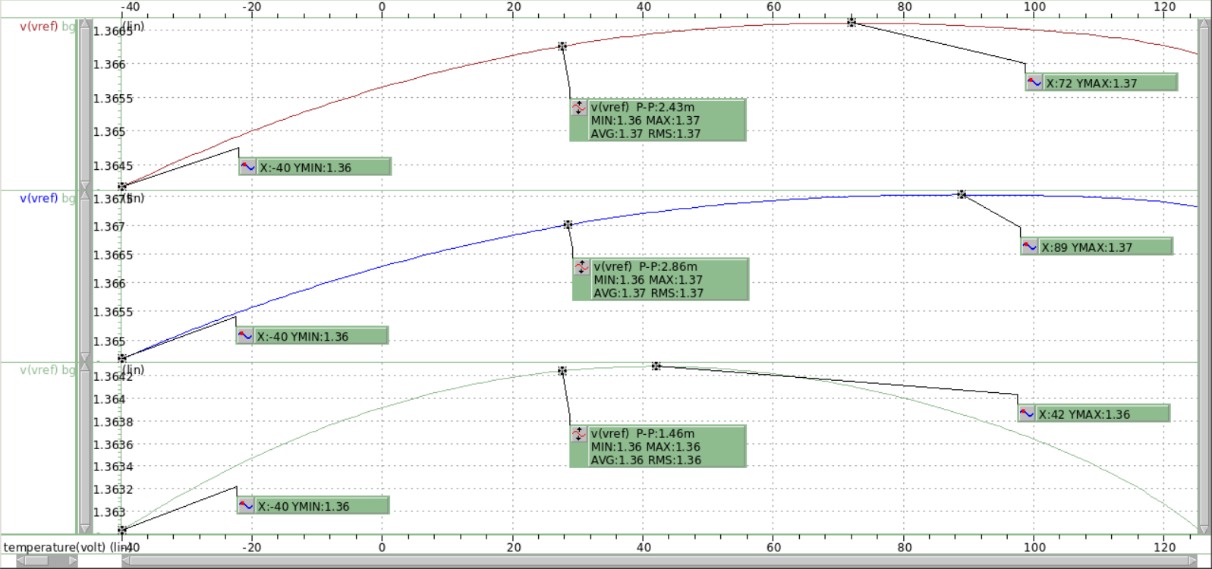 -40 -20 0 20 40 60 80 100 120
v(vref) bg
(lin)
1.3665
1.366
1.3655
1.365
1.3645
X:72 YMAX:1.37
v(vref) P-P:2.43m
MIN:1.36 MAX:1.37
AVG:1.37 RMS:1.37
X:-40 YMIN:1.36
v(vref) bg
(lin)
1.3675
1.367
1.3665
1.366
1.3655
1.365
X:89 YMAX:1.37
v(vref) P-P:2.86m
MIN:1.36 MAX:1.37
AVG:1.37 RMS:1.37
X:-40 YMIN:1.36
v(vref) bg
(lin)
1.3642
1.364
1.3638
1.3636
1.3634
1.3632
1.363
X:42 YMAX:1.36
v(vref) P-P:1.46m
MIN:1.36 MAX:1.36
AVG:1.36 RMS:1.36
X:-40 YMIN:1.36
temperature(volt) (lin)
-40 -20 0 20 40 60 80 100 120